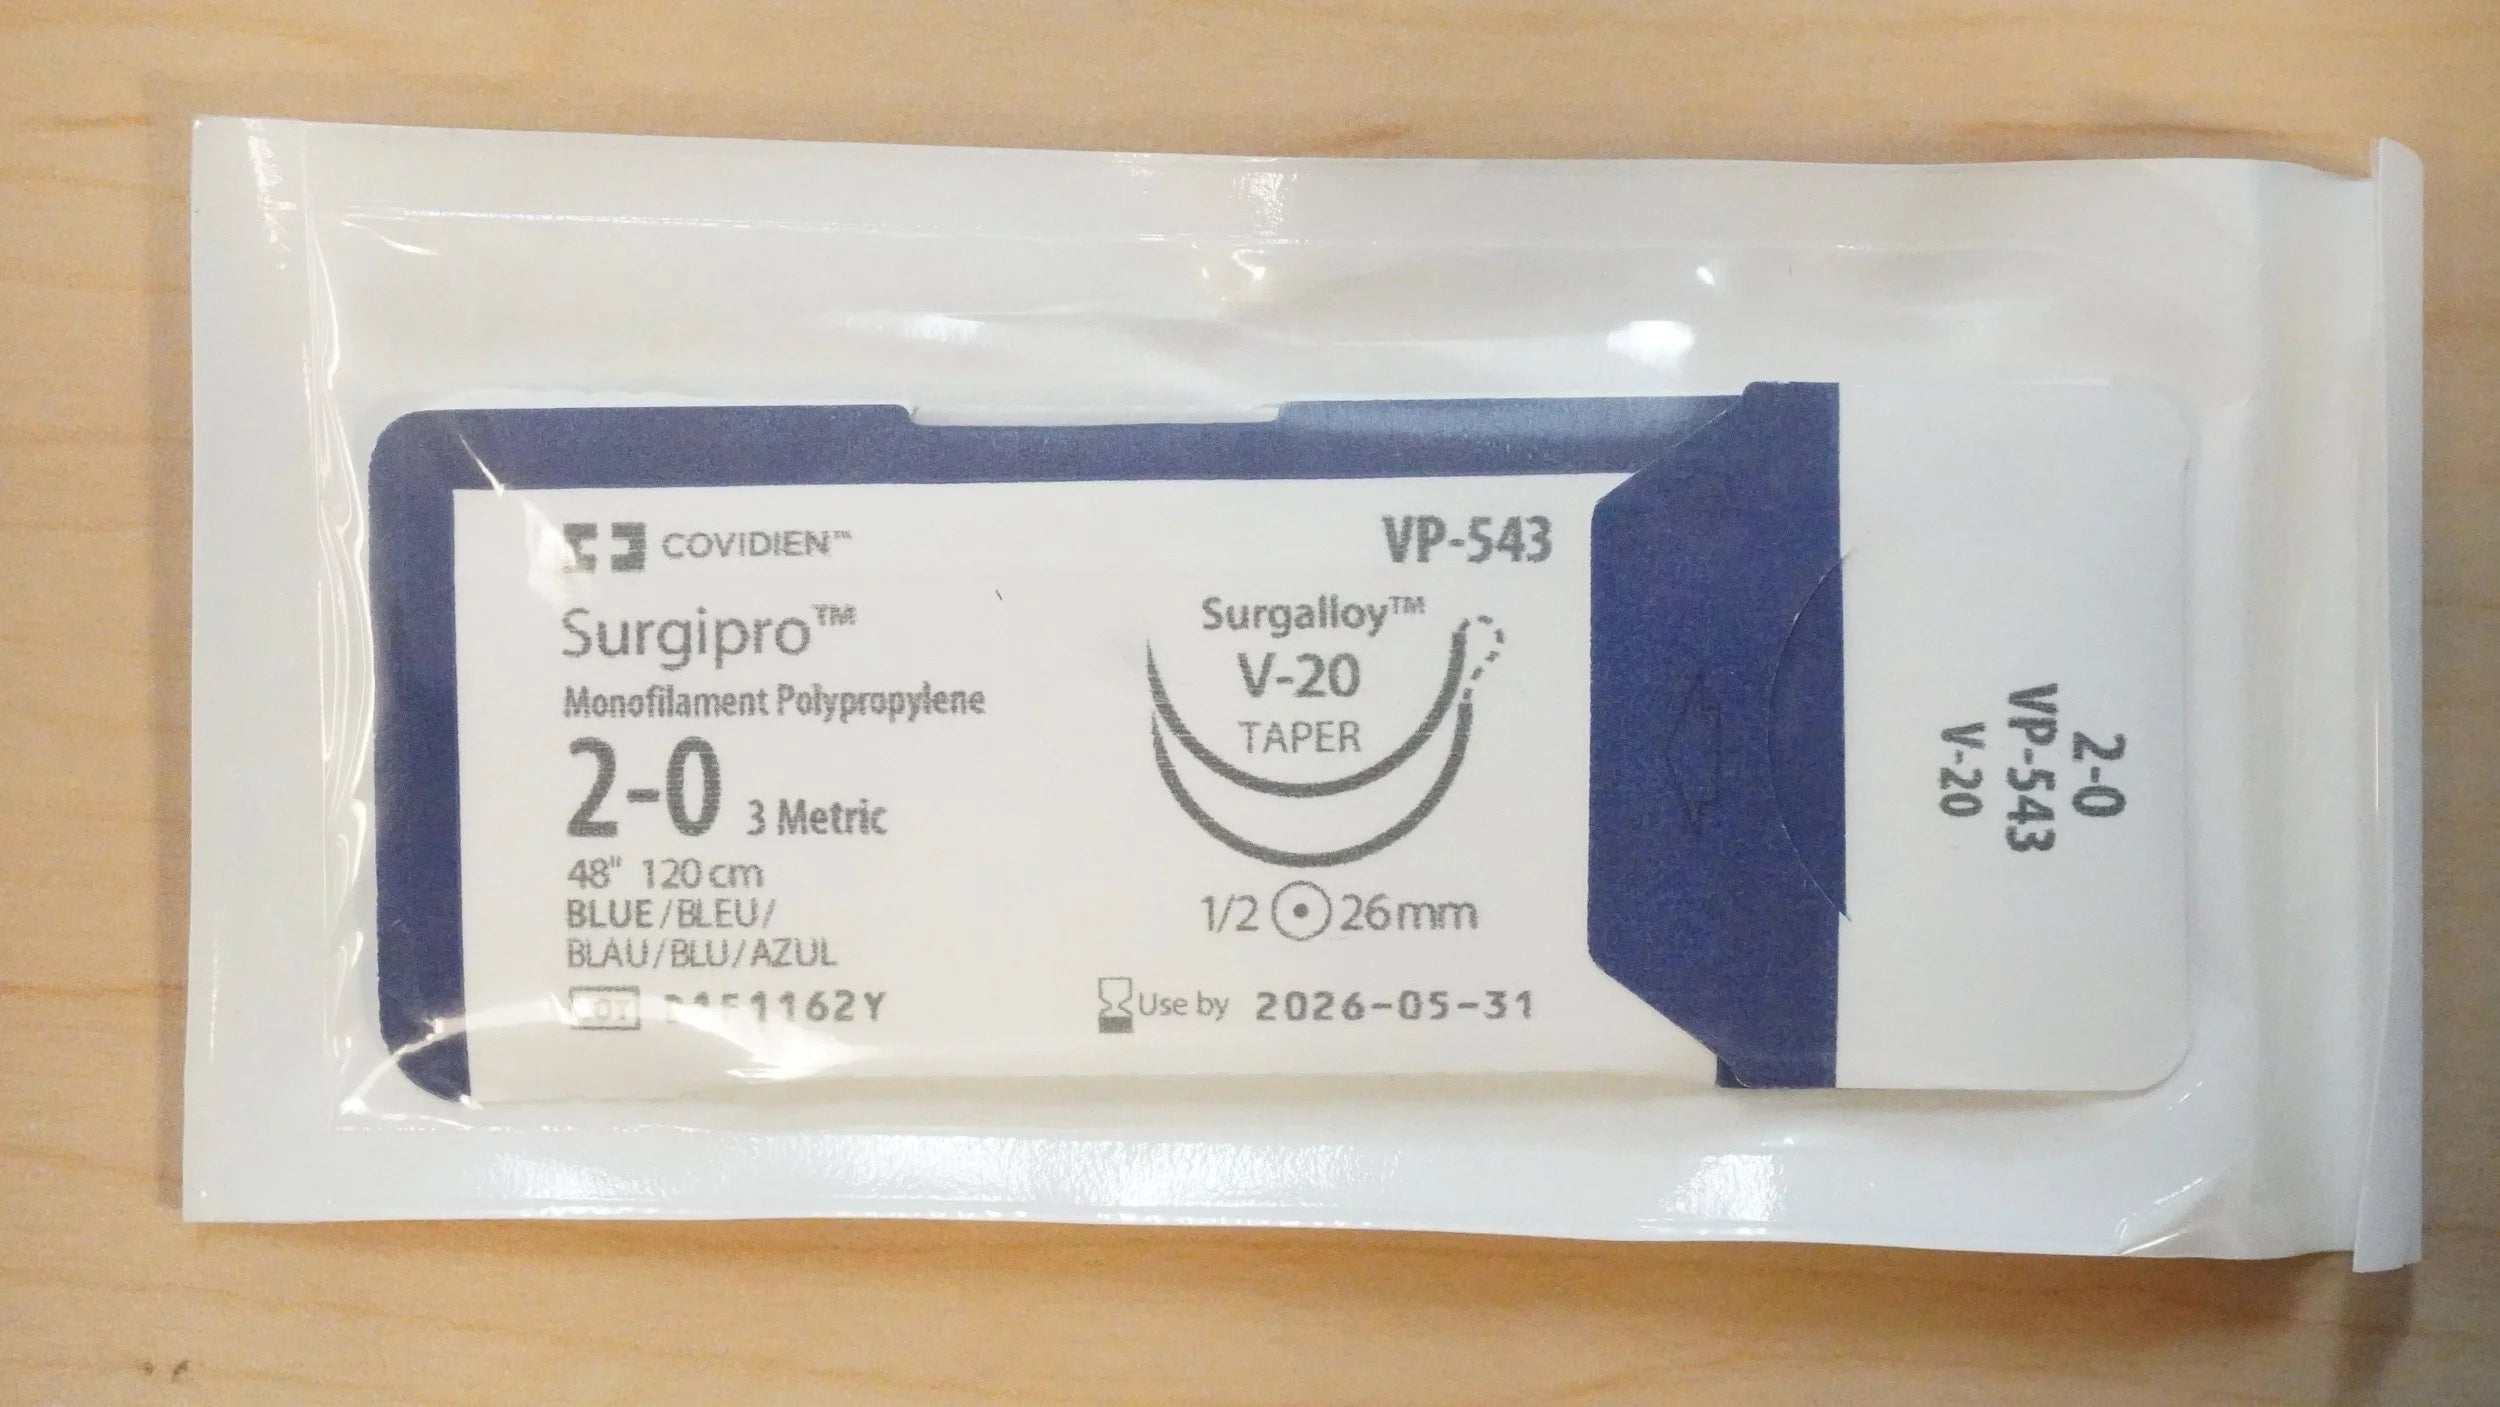 COVIDIEN™
VP-543
Surgipro™
Monofilament Polypropylene
2-0 3 Metric
48" 120 cm
BLUE/BLEU/
BLAU/BLU/AZUL
LOT
Surgalloy™
V-20
TAPER
1/2 26mm
Use by 2026-05-31
2-0
VP-543
V-20